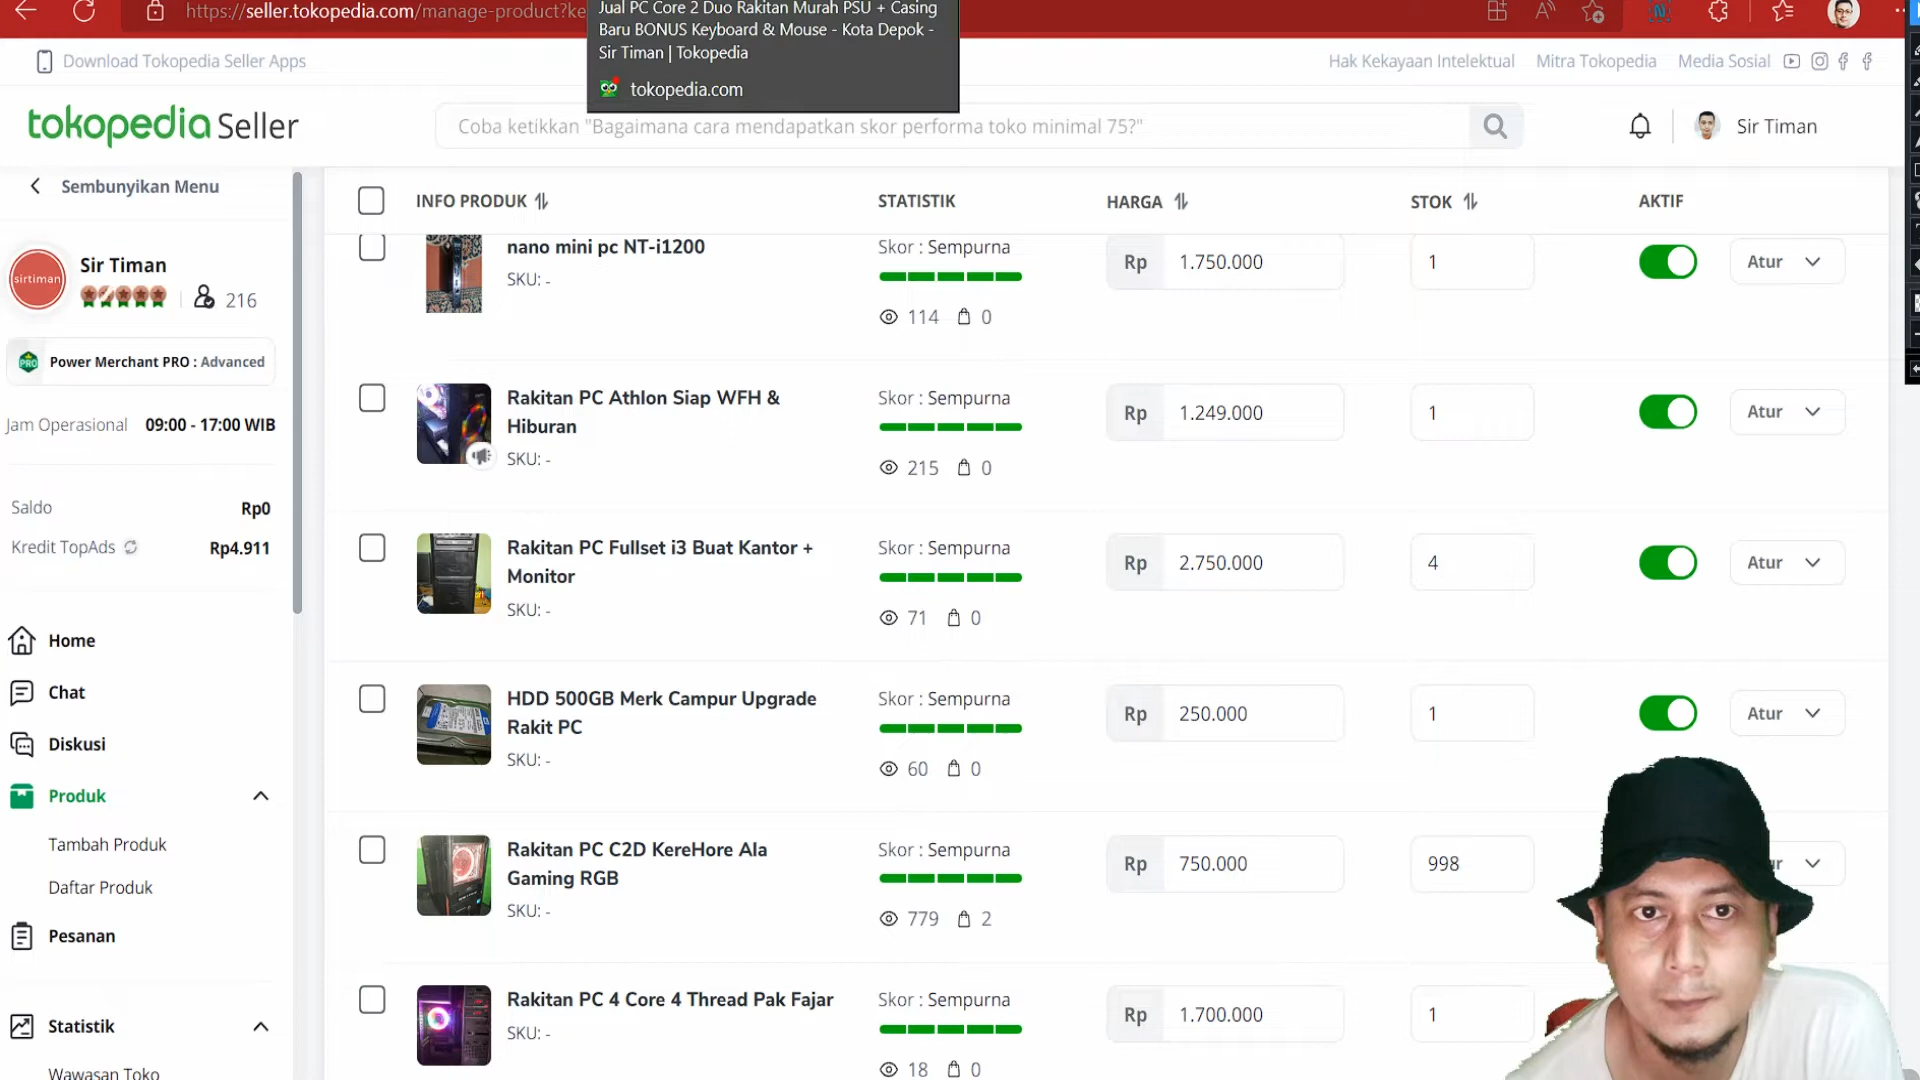 https://seller.tokopedia.com/manage-product?ke
Jual PC Core 2 Duo Rakitan Murah PSU + Casing
Baru BONUS Keyboard & Mouse - Kota Depok -
Sir Timan | Tokopedia
tokopedia.com
Download Tokopedia Seller Apps
Hak Kekayaan Intelektual Mitra Tokopedia Media Sosial
tokopedia Seller
Coba ketikkan "Bagaimana cara mendapatkan skor performa toko minimal 75?"
Sir Timan
Sembunyikan Menu
sirtiman
Sir Timan
216
PRO Power Merchant PRO : Advanced
Jam Operasional 09:00 - 17:00 WIB
Saldo Rp0
Kredit TopAds Rp4.911
Home
Chat
Diskusi
Produk
Tambah Produk
Daftar Produk
Pesanan
Statistik
Wawasan Toko
INFO PRODUK STATISTIK HARGA STOK AKTIF
nano mini pc NT-i1200
SKU: -
Skor : Sempurna
114 0
Rp 1.750.000
1
Atur
Rakitan PC Athlon Siap WFH &
Hiburan
SKU: -
Skor : Sempurna
215 0
Rp 1.249.000
1
Atur
Rakitan PC Fullset i3 Buat Kantor +
Monitor
SKU: -
Skor : Sempurna
71 0
Rp 2.750.000
4
Atur
HDD 500GB Merk Campur Upgrade
Rakit PC
SKU: -
Skor : Sempurna
60 0
Rp 250.000
1
Atur
Rakitan PC C2D KereHore Ala
Gaming RGB
SKU: -
Skor : Sempurna
779 2
Rp 750.000
998
Rakitan PC 4 Core 4 Thread Pak Fajar
SKU: -
Skor : Sempurna
18 0
Rp 1.700.000
1